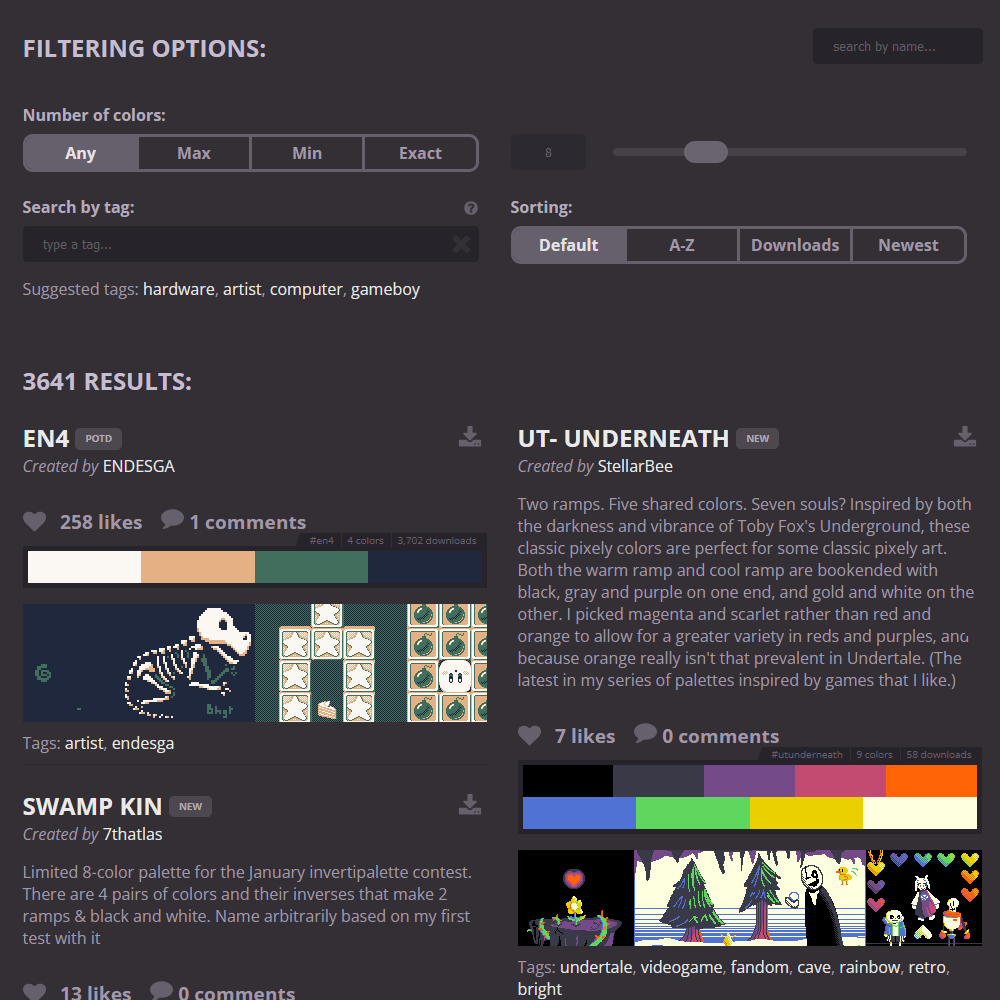 FILTERING OPTIONS:
search by name...
Number of colors:
Any Max Min Exact
8
Search by tag:
type a tag...
Sorting:
Default A-Z Downloads Newest
Suggested tags: hardware, artist, computer, gameboy
3641 RESULTS:
EN4 POTD
Created by ENDESGA
258 likes 1 comments
#en4 4 colors 3,702 downloads
Bhgt
Tags: artist, endesga
SWAMP KIN NEW
Created by 7thatlas
Limited 8-color palette for the January invertipalette contest.
There are 4 pairs of colors and their inverses that make 2
ramps & black and white. Name arbitrarily based on my first
test with it
13 likes 0 comments
UT- UNDERNEATH NEW
Created by StellarBee
Two ramps. Five shared colors. Seven souls? Inspired by both
the darkness and vibrance of Toby Fox's Underground, these
classic pixely colors are perfect for some classic pixely art.
Both the warm ramp and cool ramp are bookended with
black, gray and purple on one end, and gold and white on the
other. I picked magenta and scarlet rather than red and
orange to allow for a greater variety in reds and purples, and
because orange really isn't that prevalent in Undertale. (The
latest in my series of palettes inspired by games that I like.)
7 likes 0 comments
#utunderneath 9 colors 58 downloads
Tags: undertale, videogame, fandom, cave, rainbow, retro,
bright